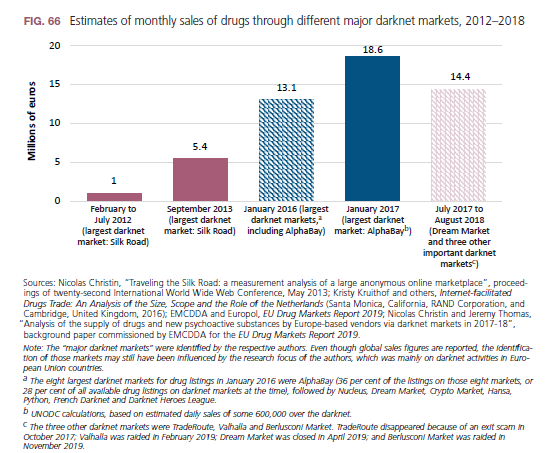 FIG. 66 Estimates of monthly sales of drugs through different major darknet markets, 2012–2018
Millions of euros
20
15
10
5
0
1
5.4
13.1
18.6
14.4
February to
July 2012
(largest darknet
market: Silk Road)
September 2013
(largest darknet
market: Silk Road)
January 2016 (largest
darknet markets,a
including AlphaBay)
January 2017
(largest darknet
market: AlphaBayb)
July 2017 to
August 2018
(Dream Market
and three other
important darknet
marketsc)
Sources: Nicolas Christin, “Traveling the Silk Road: a measurement analysis of a large anonymous online marketplace”, proceed-
ings of twenty-second International World Wide Web Conference, May 2013; Kristy Kruithof and others, Internet-facilitated
Drugs Trade: An Analysis of the Size, Scope and the Role of the Netherlands (Santa Monica, California, RAND Corporation, and
Cambridge, United Kingdom, 2016); EMCDDA and Europol, EU Drug Markets Report 2019; Nicolas Christin and Jeremy Thomas,
“Analysis of the supply of drugs and new psychoactive substances by Europe-based vendors via darknet markets in 2017-18”,
background paper commissioned by EMCDDA for the EU Drug Markets Report 2019.
Note: The “major darknet markets” were identified by the respective authors. Even though global sales figures are reported, the identifica-
tion of those markets may still have been influenced by the research focus of the authors, which was mainly on darknet activities in Euro-
pean Union countries.
a The eight largest darknet markets for drug listings in January 2016 were AlphaBay (36 per cent of the listings on those eight markets, or
28 per cent of all available drug listings on darknet markets at the time), followed by Nucleus, Dream Market, Crypto Market, Hansa,
Python, French Darknet and Darknet Heroes League.
b UNODC calculations, based on estimated daily sales of some 600,000 over the darknet.
c The three other darknet markets were TradeRoute, Valhalla and Berlusconi Market. TradeRoute disappeared because of an exit scam in
October 2017; Valhalla was raided in February 2019; Dream Market was closed in April 2019; and Berlusconi Market was raided in
November 2019.